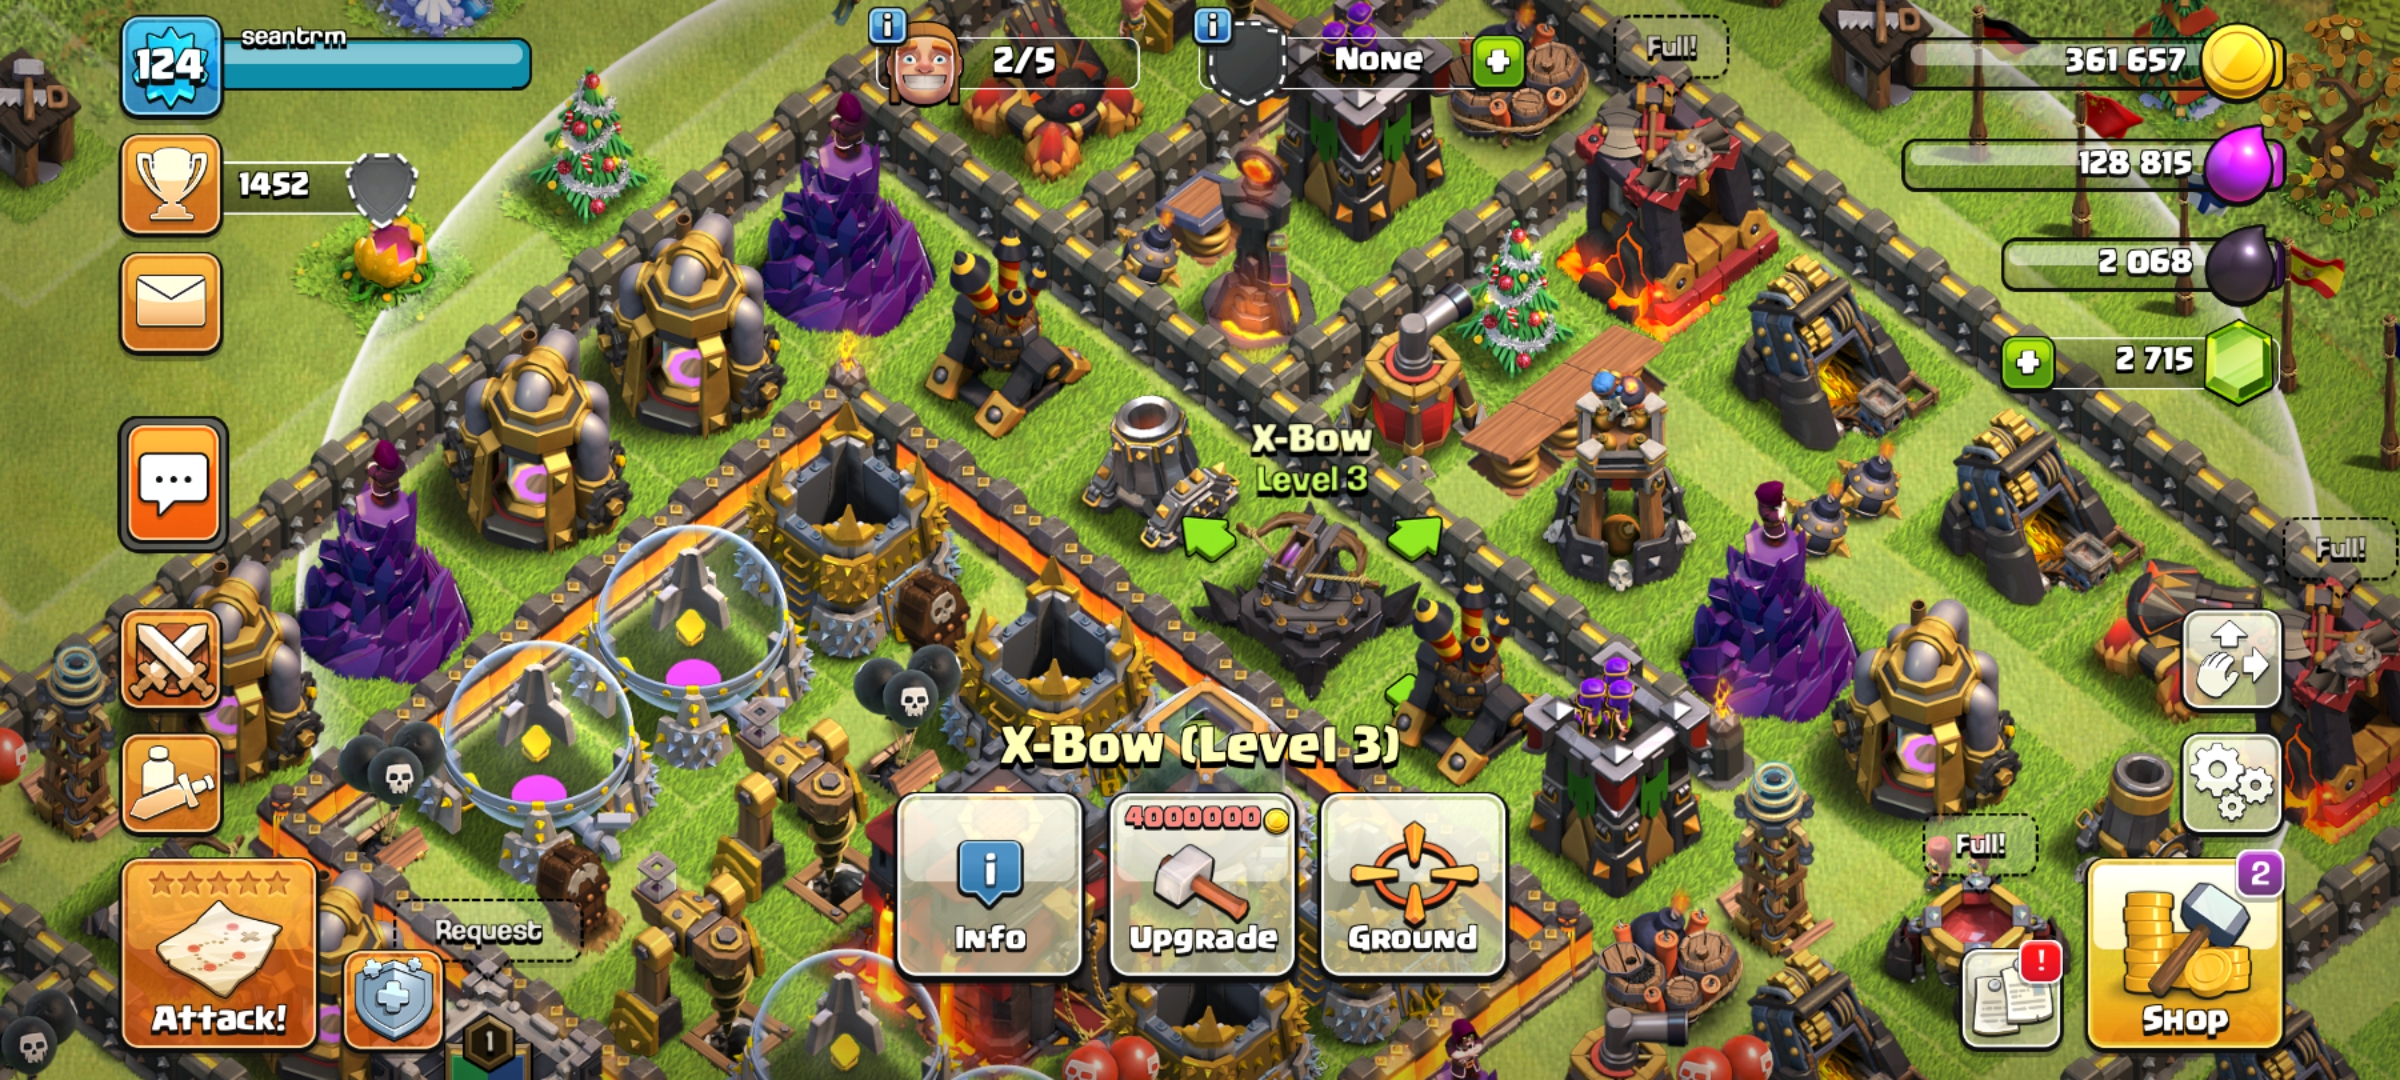 124
seantrm
2/5
None
Full!
361 657
1452
128 815
2 068
2 715
X-Bow
Level 3
Full!
X-Bow (Level 3)
4000000
Info
Upgrade
Ground
Full!
2
Request
Attack!
1
!
Shop